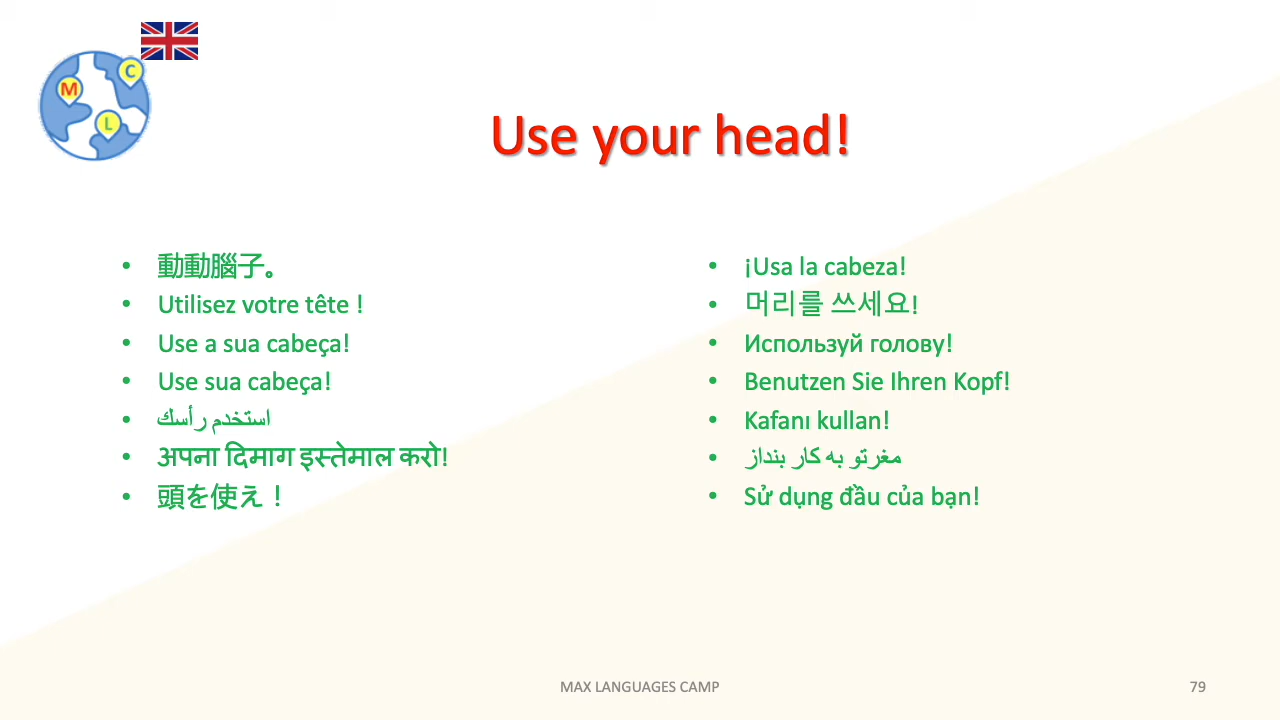 C
M
L
Use your head!
動動腦子。
Utilisez votre tête !
Use a sua cabeça!
Use sua cabeça!
استخدم رأسك
अपना दिमाग इस्तेमाल करो!
頭を使え！
¡Usa la cabeza!
머리를 쓰세요!
Используй голову!
Benutzen Sie Ihren Kopf!
Kafanı kullan!
مغرتو به کار بنداز
Sử dụng đầu của bạn!
MAX LANGUAGES CAMP
79